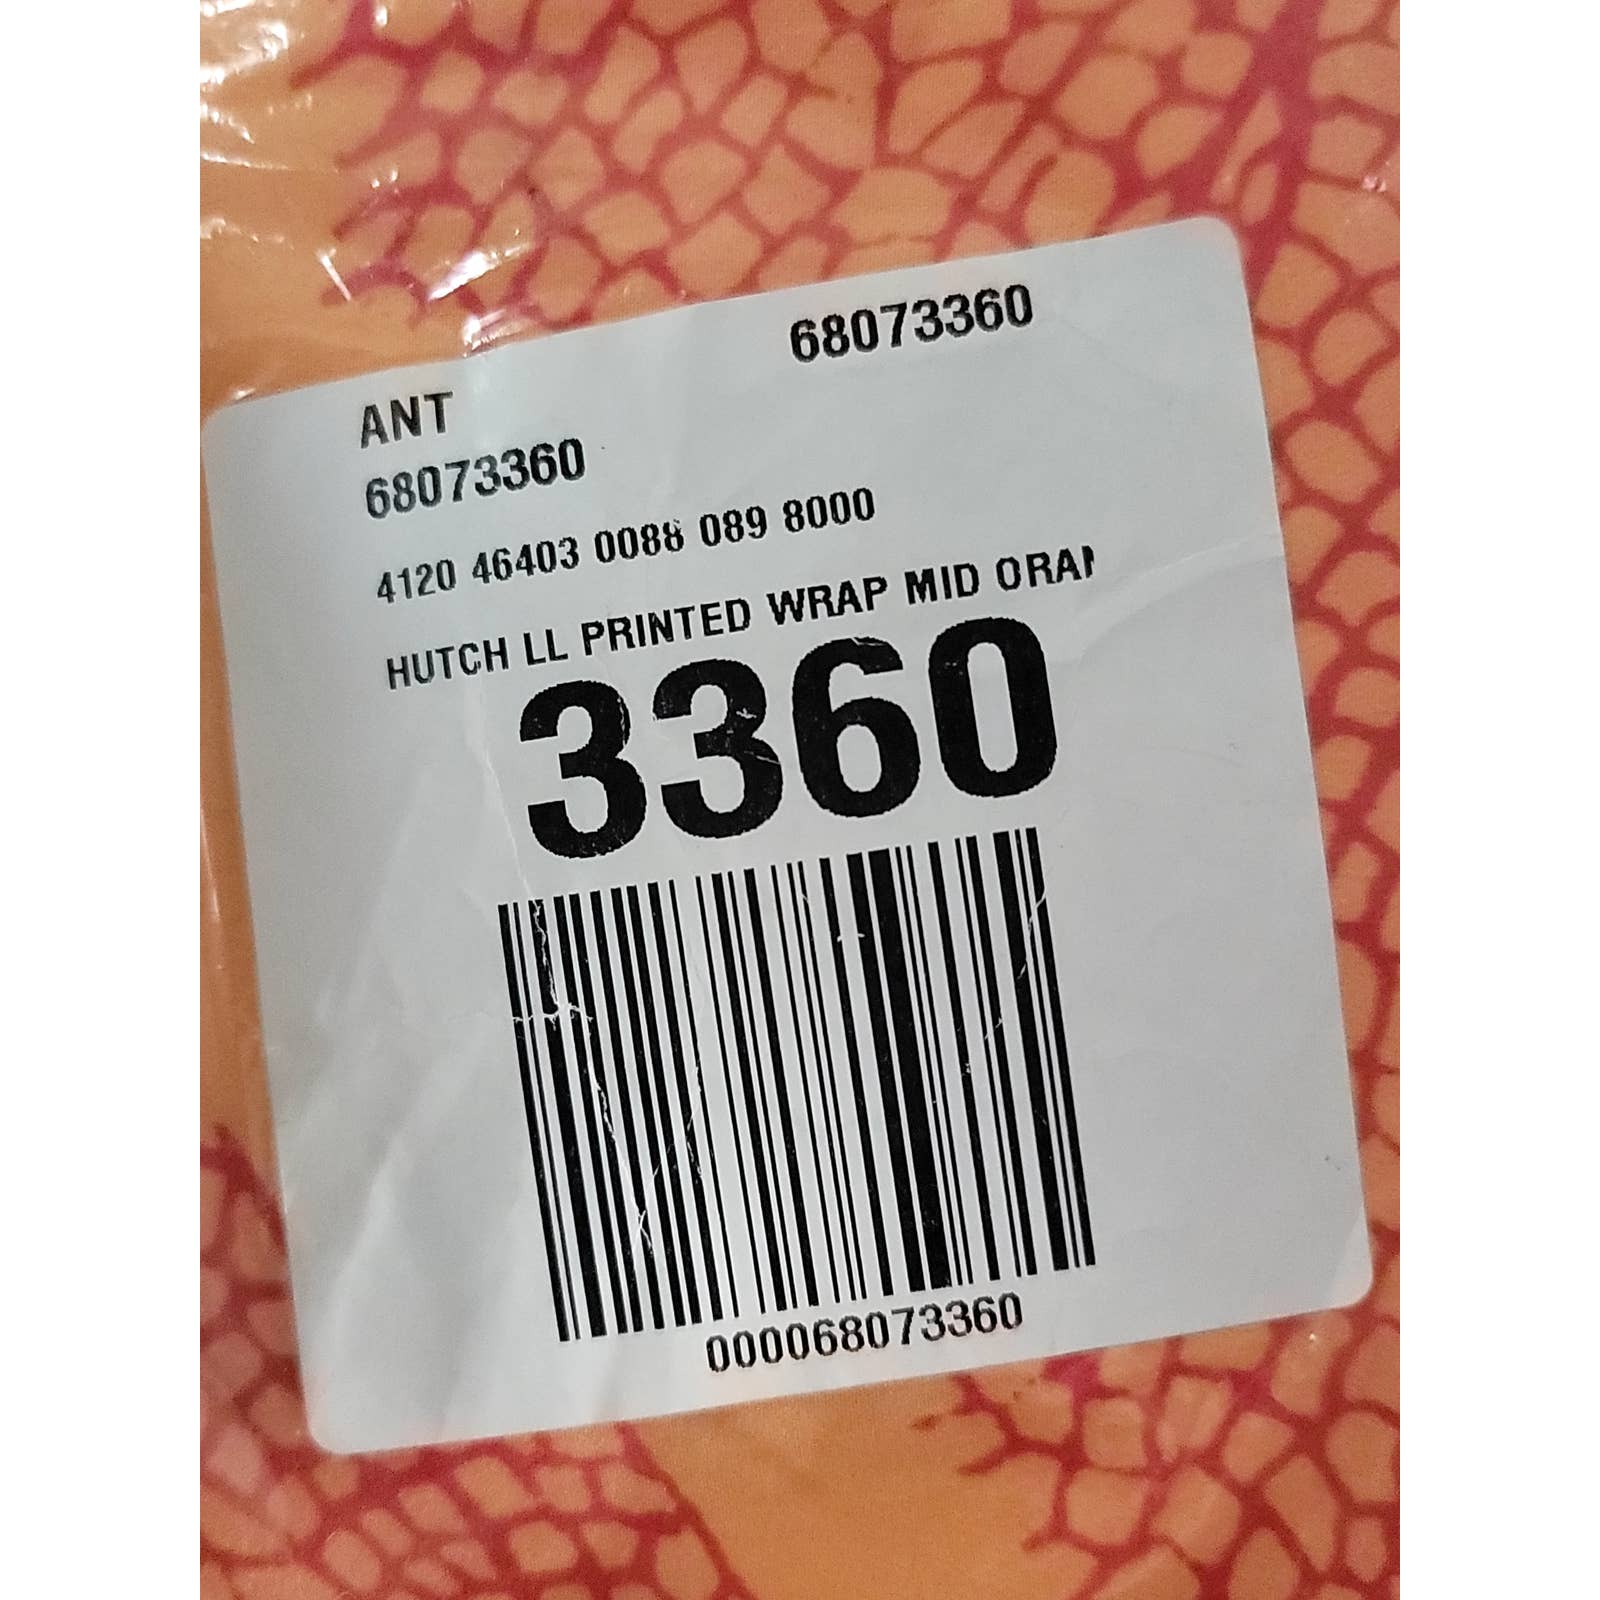 68073360
ANT
68073360
4120 46403 0088 089 8000
HUTCH LL PRINTED WRAP MID ORAN
3360
000068073360